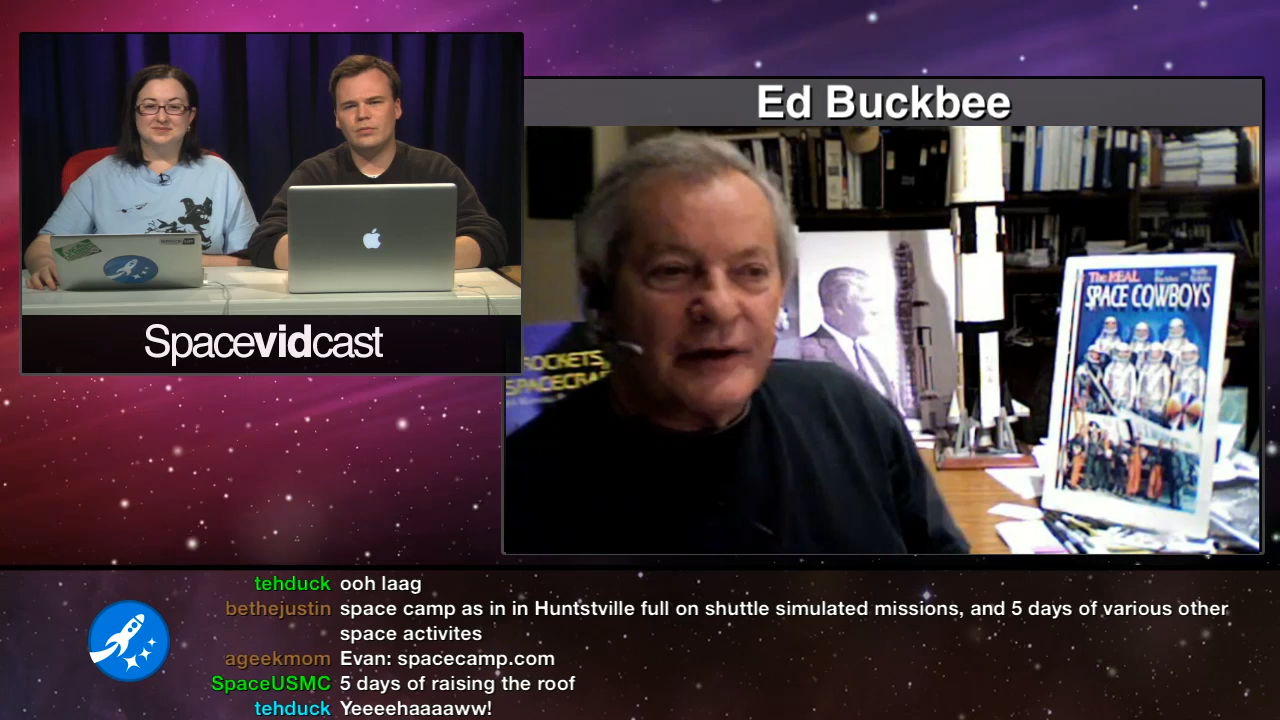 Ed Buckbee
The REAL
SPACE COWBOYS
ROCKETS,
SPACECRA
Spacevidcast
tehduck ooh laag
bethejustin space camp as in in Huntstville full on shuttle simulated missions, and 5 days of various other
space activites
ageekmom Evan: spacecamp.com
SpaceUSMC 5 days of raising the roof
tehduck Yeeeehaaaaww!